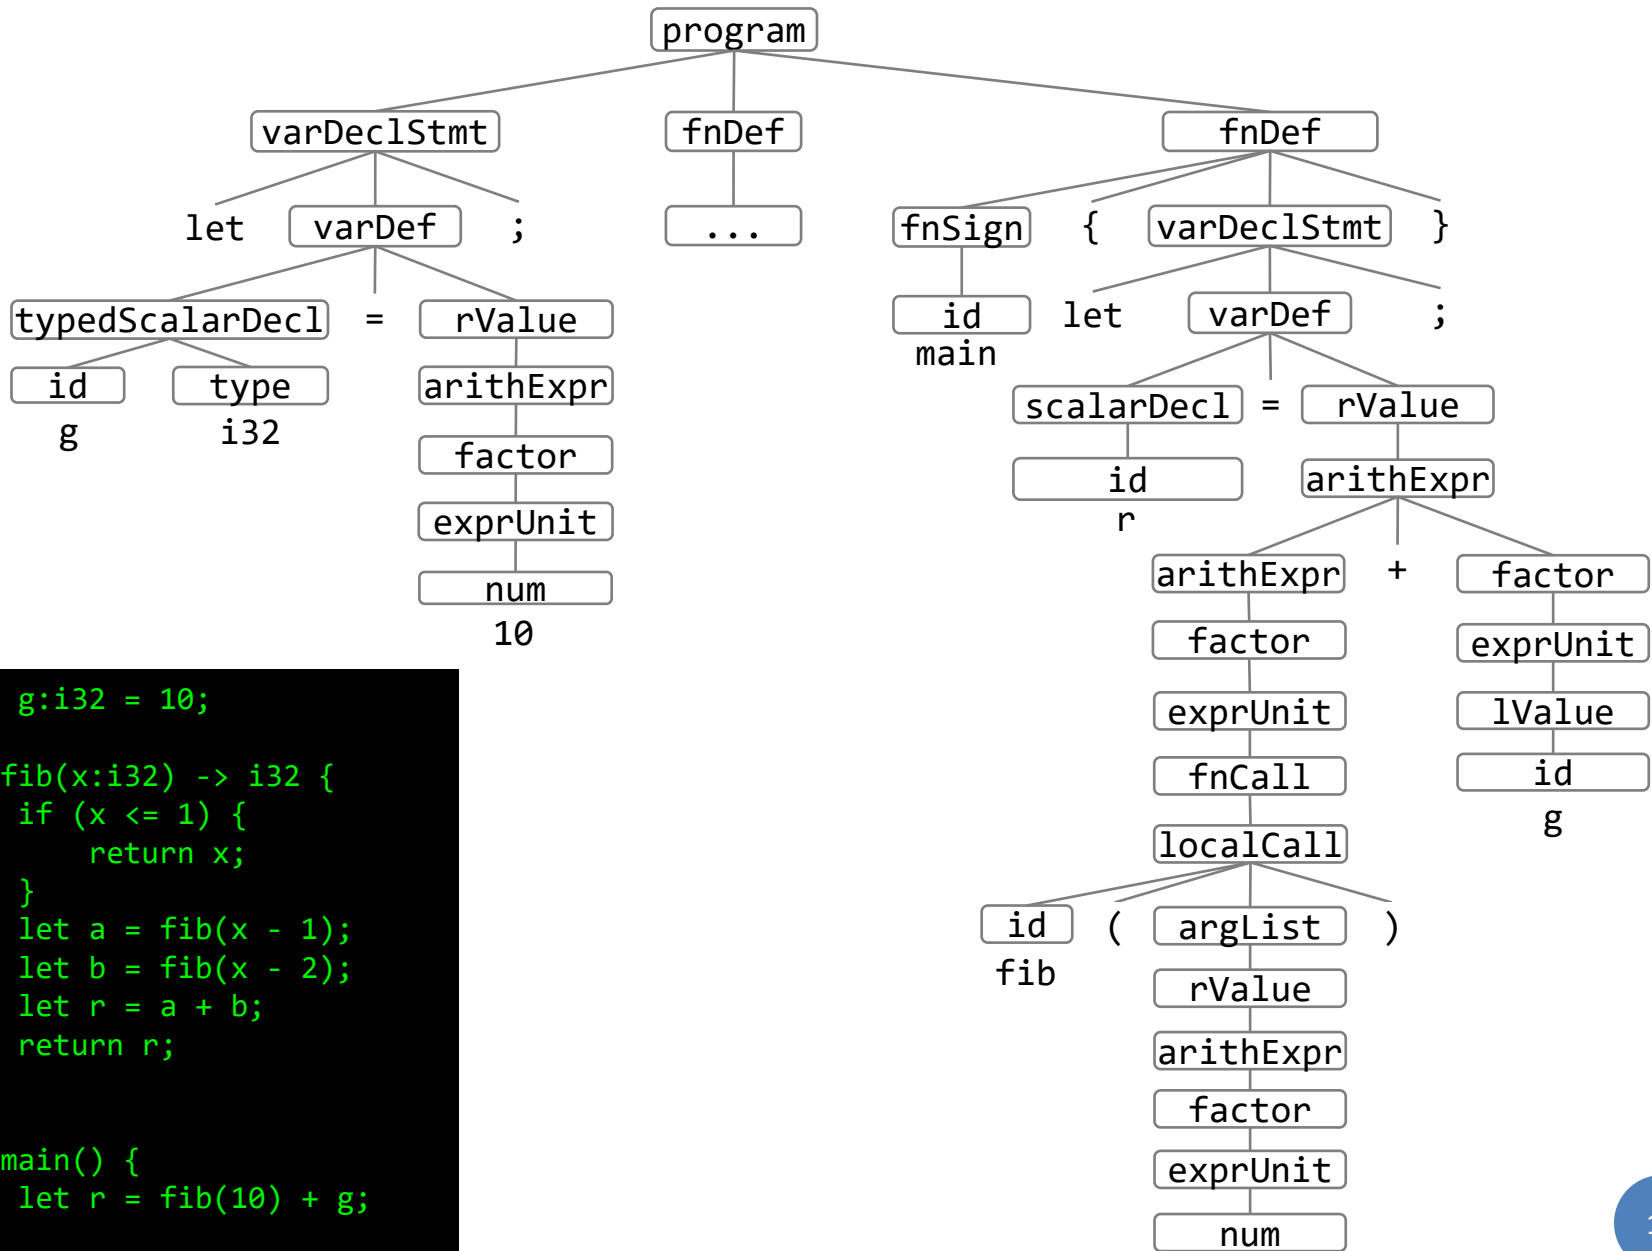 program
varDeclStmt fnDef fnDef
let varDef ; ... fnSign { varDeclStmt }
typedScalarDecl = rValue id let varDef ;
main
id type arithExpr scalarDecl = rValue
g i32 factor id arithExpr
r
exprUnit arithExpr + factor
num factor exprUnit
10
exprUnit lValue
fnCall id
g
localCall
id ( argList )
fib
rValue
arithExpr
factor
exprUnit
num
g:i32 = 10;
fib(x:i32) -> i32 {
if (x <= 1) {
return x;
}
let a = fib(x - 1);
let b = fib(x - 2);
let r = a + b;
return r;
main() {
let r = fib(10) + g;